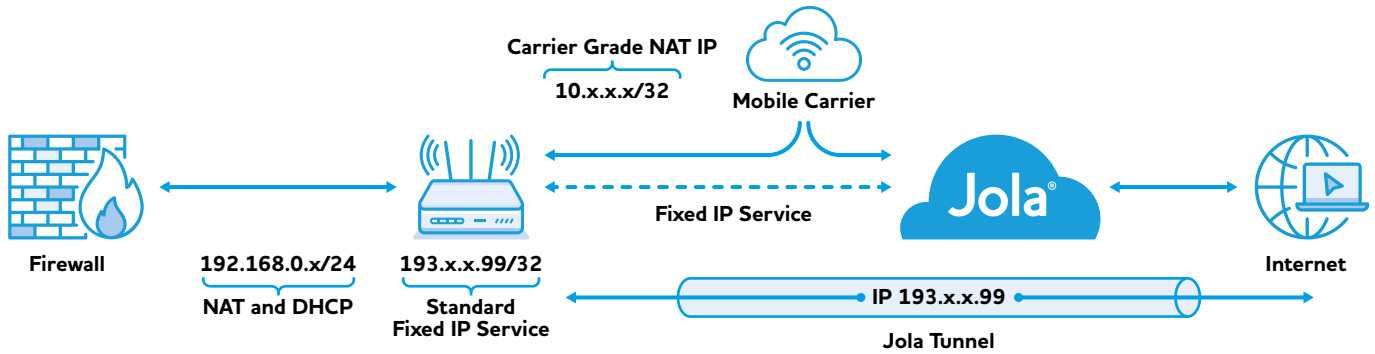 Carrier Grade NAT IP
10.x.x.x/32
Mobile Carrier
Jola®
Fixed IP Service
Firewall
192.168.0.x/24
NAT and DHCP
193.x.x.99/32
Standard
Fixed IP Service
Internet
IP 193.x.x.99
Jola Tunnel